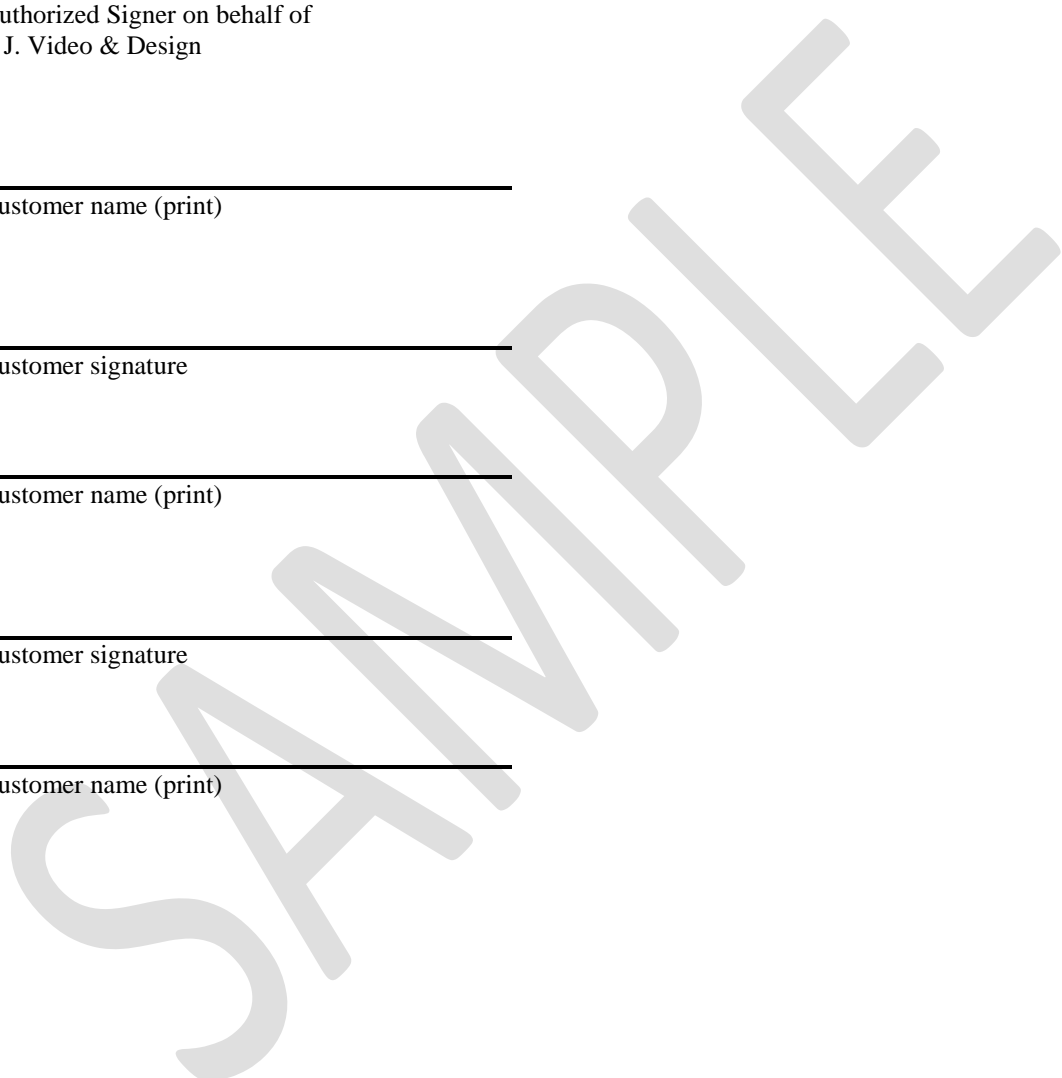 uthorized Signer on behalf of
J. Video & Design
ustomer name (print)
ustomer signature
ustomer name (print)
ustomer signature
ustomer name (print)
SAMPLE